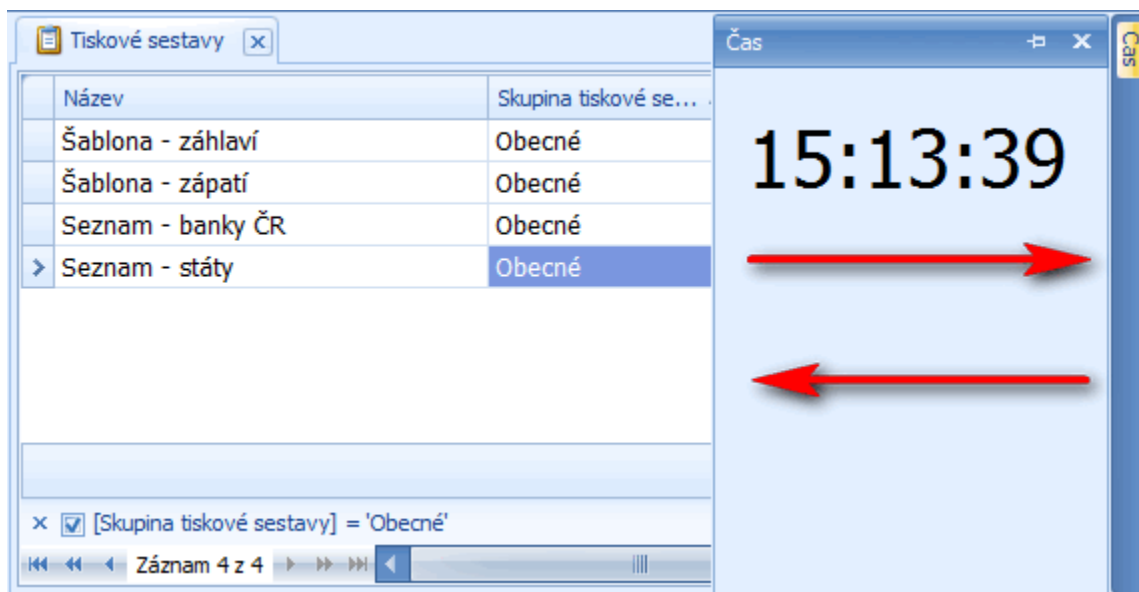 Tiskové sestavy
Čas
Čas
Název Skupina tiskové se...
Šablona - záhlaví Obecné
Šablona - zápatí Obecné
Seznam - banky ČR Obecné
Seznam - státy Obecné
15:13:39
[Skupina tiskové sestavy] = 'Obecné'
Záznam 4 z 4